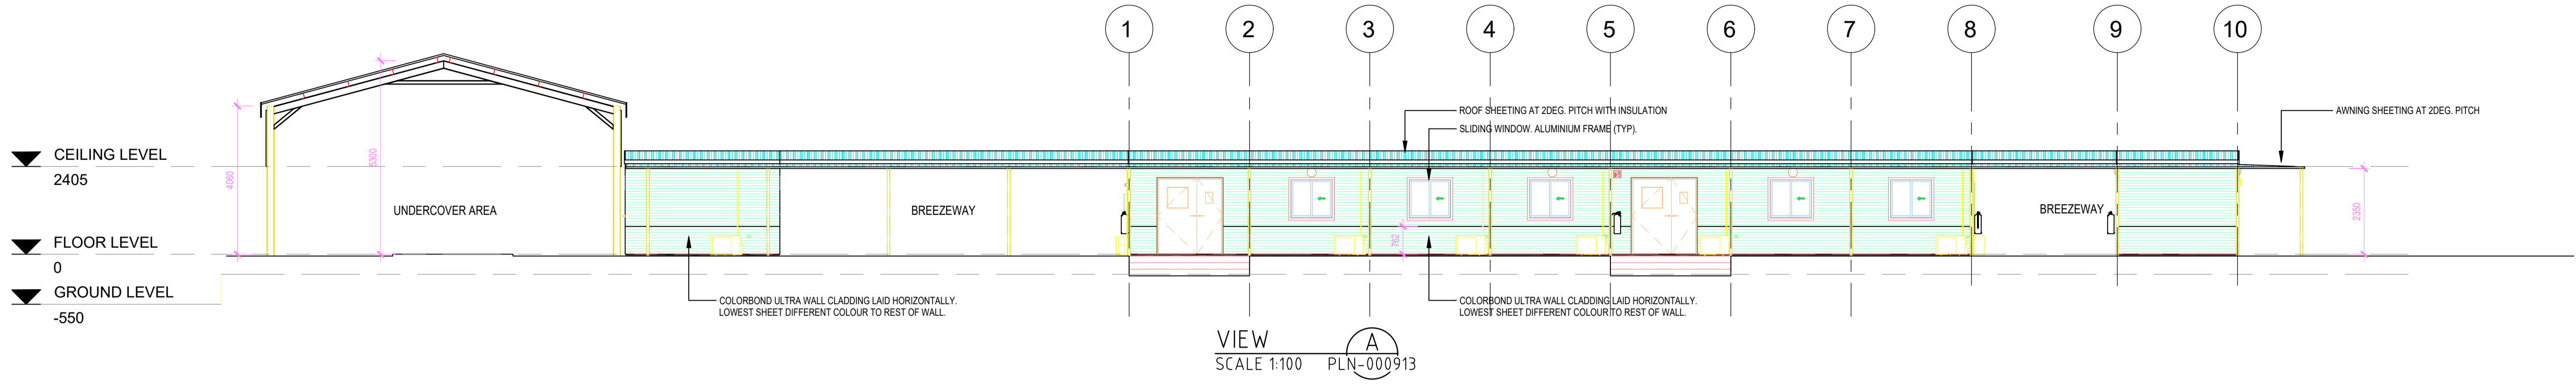 1 2 3 4 5 6 7 8 9 10
ROOF SHEETING AT 2DEG. PITCH WITH INSULATION
AWNING SHEETING AT 2DEG. PITCH
SLIDING WINDOW. ALUMINIUM FRAME (TYP).
CEILING LEVEL
2405
4060
5300
UNDERCOVER AREA
BREEZEWAY
BREEZEWAY
2350
762
FLOOR LEVEL
0
GROUND LEVEL
-550
COLORBOND ULTRA WALL CLADDING LAID HORIZONTALLY.
LOWEST SHEET DIFFERENT COLOUR TO REST OF WALL.
COLORBOND ULTRA WALL CLADDING LAID HORIZONTALLY.
LOWEST SHEET DIFFERENT COLOUR TO REST OF WALL.
VIEW A
SCALE 1:100 PLN-000913